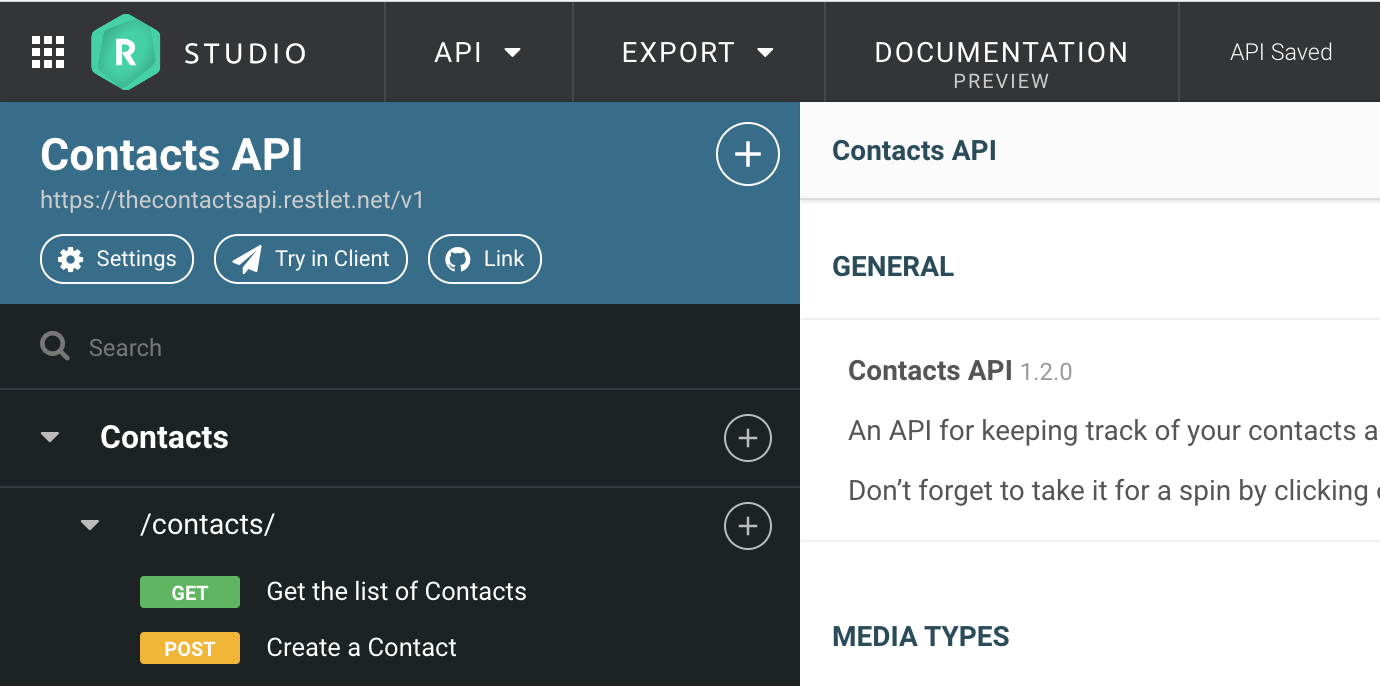 R STUDIO
API
EXPORT
DOCUMENTATION
PREVIEW
API Saved
Contacts API
https://thecontactsapi.restlet.net/v1
Settings
Try in Client
Link
Search
Contacts
/contacts/
GET Get the list of Contacts
POST Create a Contact
Contacts API
GENERAL
Contacts API 1.2.0
An API for keeping track of your contacts a
Don’t forget to take it for a spin by clicking
MEDIA TYPES